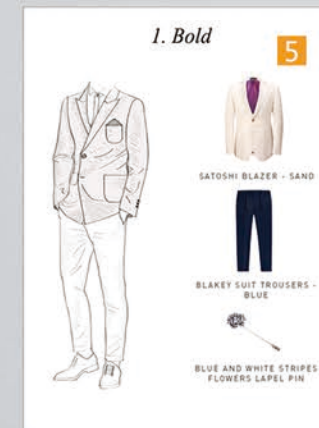 1. Bold
5
SATOSHI BLAZER - SAND
BLAKEY SUIT TROUSERS -
BLUE
BLUE AND WHITE STRIPES
FLOWERS LAPEL PIN